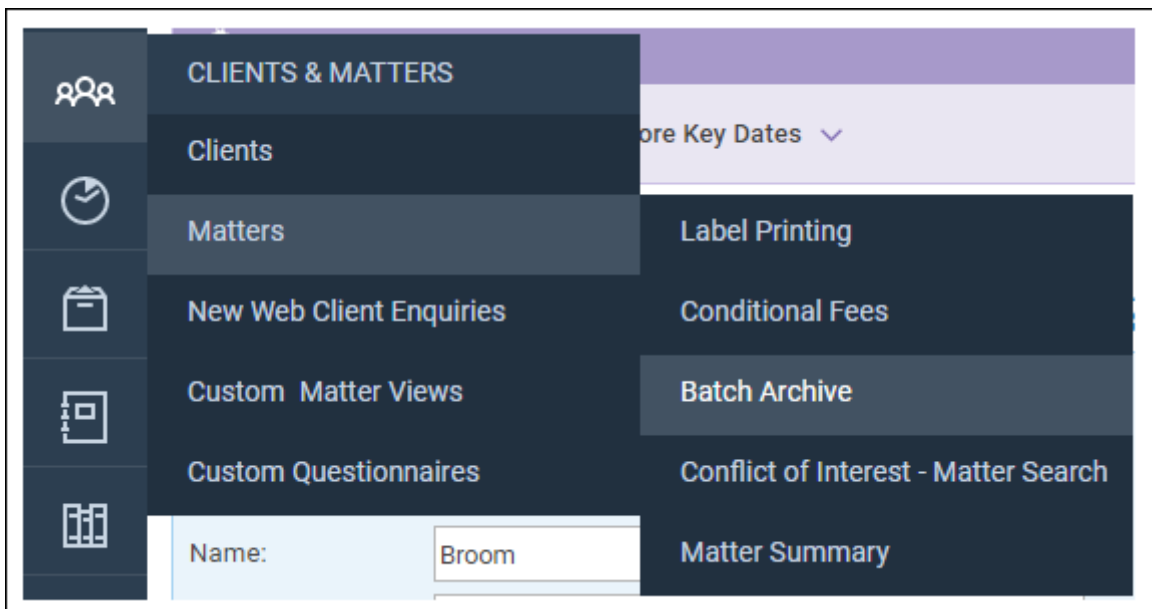 CLIENTS & MATTERS
ore Key Dates
Clients
Matters
Label Printing
New Web Client Enquiries
Conditional Fees
Custom Matter Views
Batch Archive
Custom Questionnaires
Conflict of Interest - Matter Search
Name:
Broom
Matter Summary